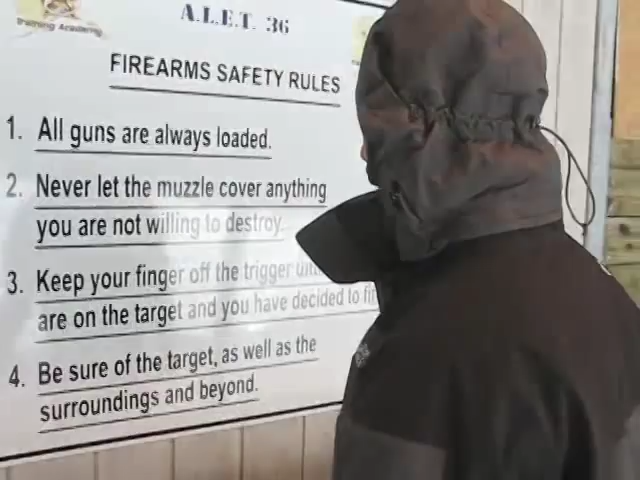 Training Academy
A.L.E.T. 36
FIREARMS SAFETY RULES
1. All guns are always loaded.
2. Never let the muzzle cover anything
you are not willing to destroy.
3. Keep your finger off the trigger
are on the target and you have decided to
4. Be sure of the target, as well as the
surroundings and beyond.